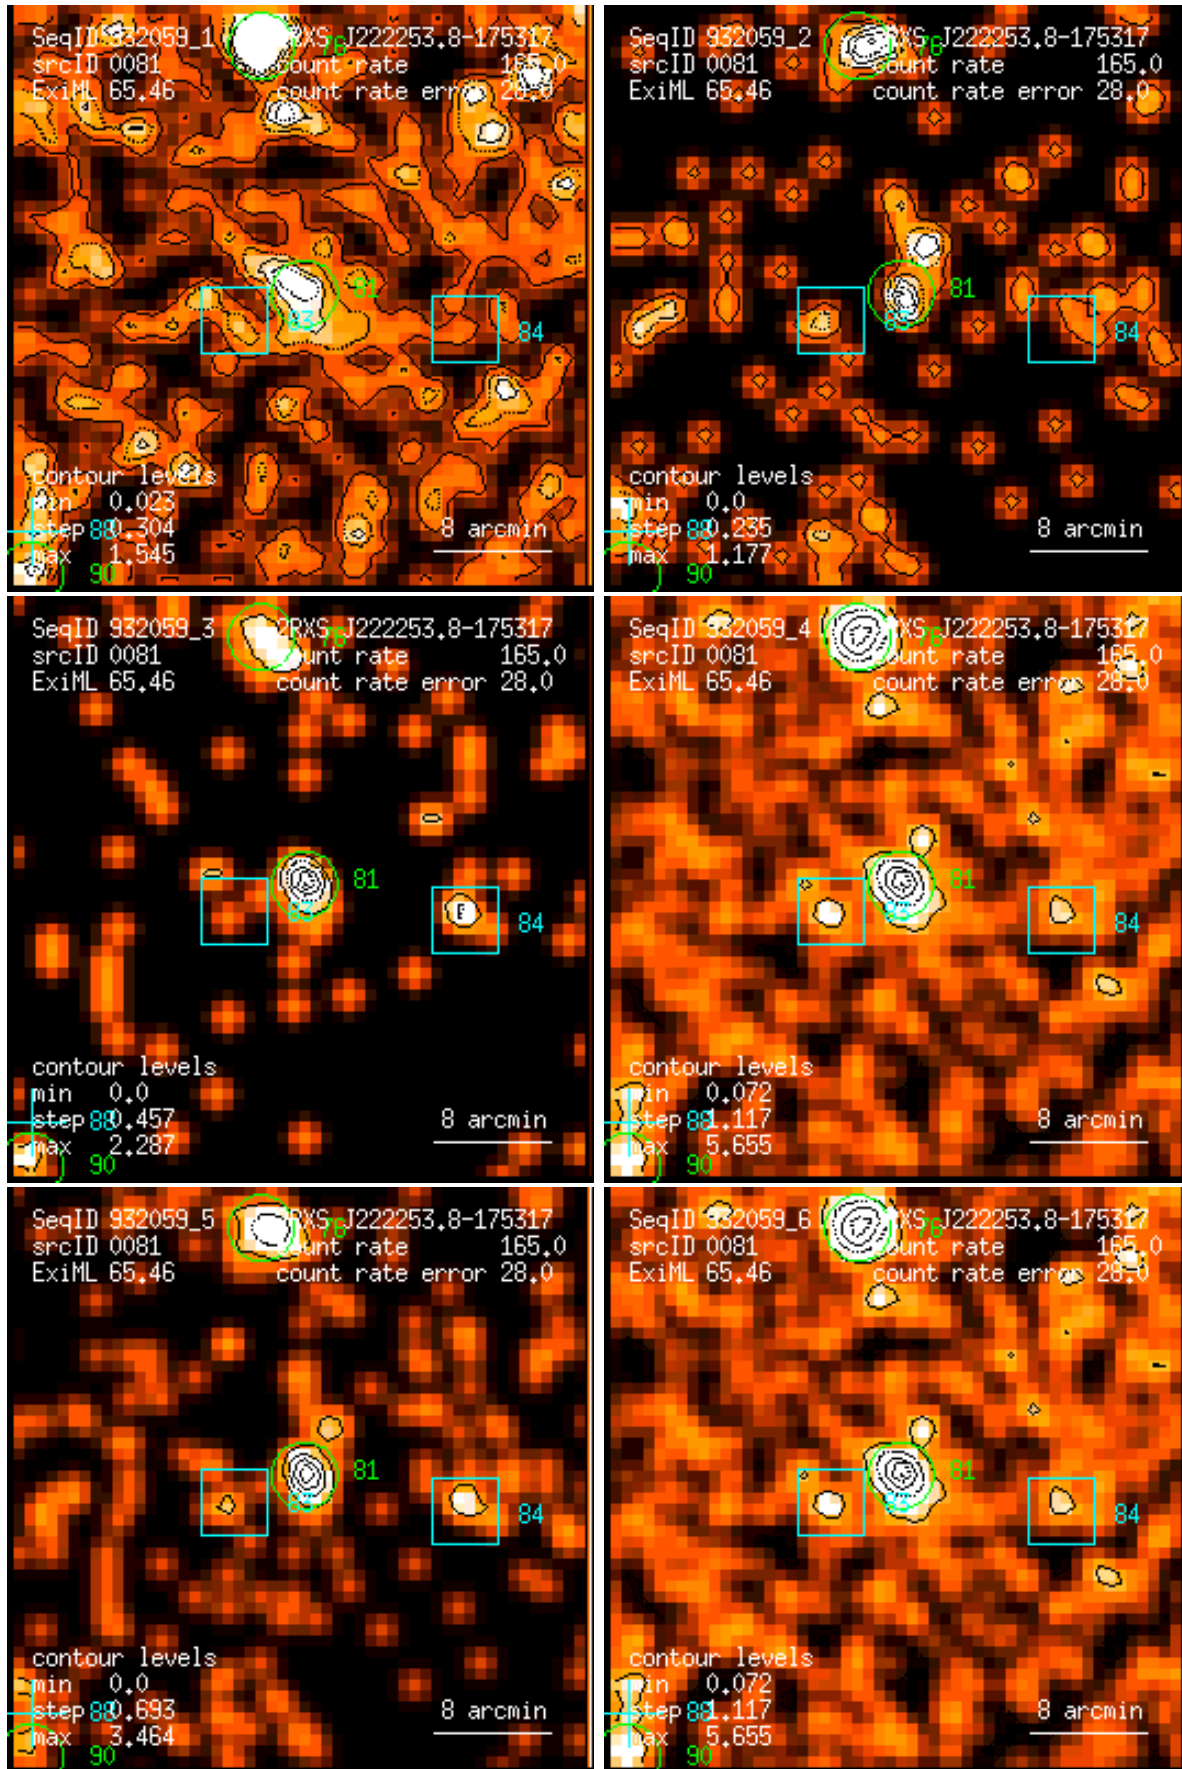 SeqID 932059_1 RXS J222253.8-175317
76
srcID 0081 count rate 165.0
ExiML 65.46 count rate error 28.0
81
83
84
contour levels
min 0.023
step 0.304 8 arcmin
88
max 1.545
90
SeqID 932059_2 RXS J222253.8-175317
76
srcID 0081 count rate 165.0
ExiML 65.46 count rate error 28.0
81
83
84
contour levels
min 0.0
step 0.235 8 arcmin
88
max 1.177
90
SeqID 932059_3 RXS J222253.8-175317
76
srcID 0081 count rate 165.0
ExiML 65.46 count rate error 28.0
81
83
84
contour levels
min 0.0
step 0.457 8 arcmin
88
max 2.287
90
SeqID 932059_4 RXS J222253.8-175317
76
srcID 0081 count rate 165.0
ExiML 65.46 count rate error 28.0
81
83
84
contour levels
min 0.072
step 1.117 8 arcmin
88
max 5.655
90
SeqID 932059_5 RXS J222253.8-175317
76
srcID 0081 count rate 165.0
ExiML 65.46 count rate error 28.0
81
83
84
contour levels
min 0.0
step 0.693 8 arcmin
88
max 3.464
90
SeqID 932059_6 RXS J222253.8-175317
76
srcID 0081 count rate 165.0
ExiML 65.46 count rate error 28.0
81
83
84
contour levels
min 0.072
step 1.117 8 arcmin
88
max 5.655
90